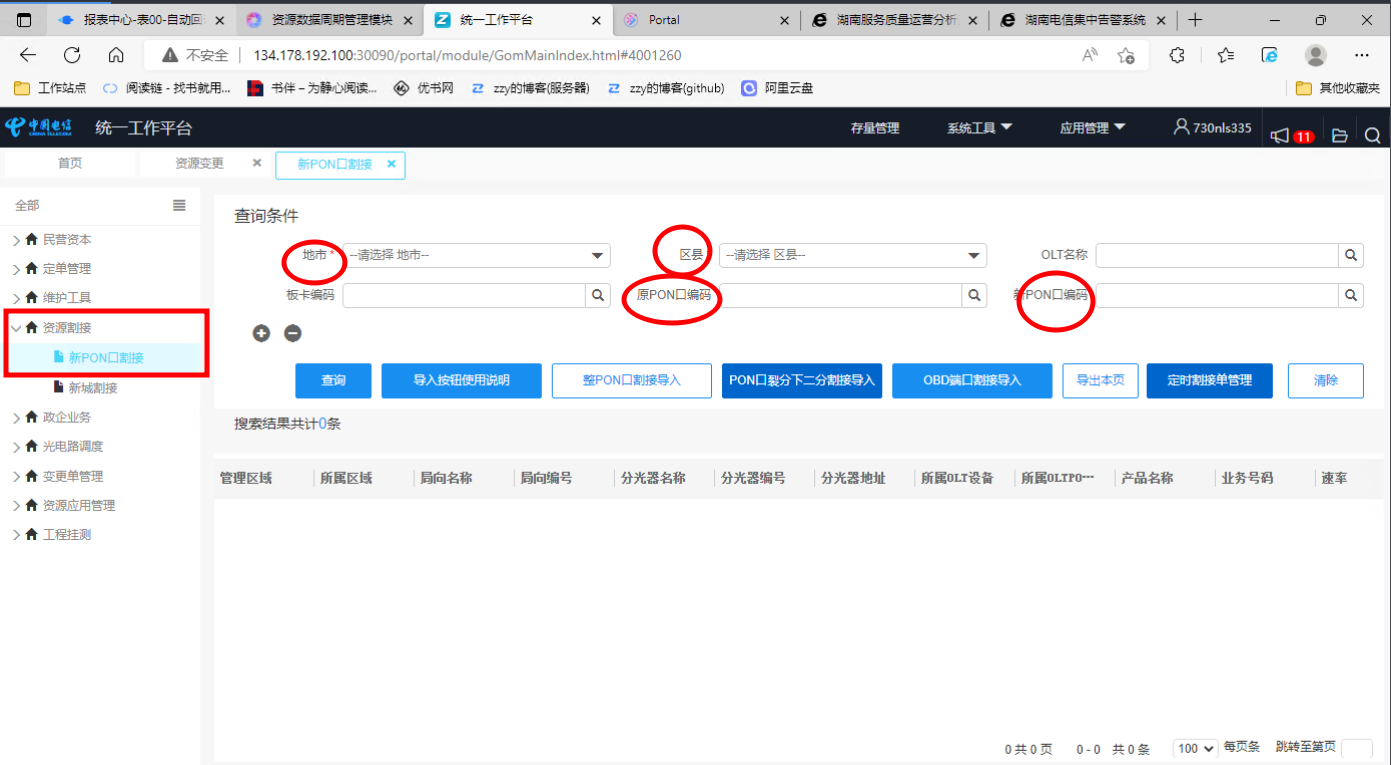 报表中心-表00-自动回 资源数据周期管理模块 统一工作平台 Portal 湖南服务质量运营分析 湖南电信集中告警系统
不安全 134.178.192.100:30090/portal/module/GomMainIndex.html#4001260
工作站点 阅读链 - 找书就用... 书伴 – 为静心阅读... 优书网 zzy的博客(服务器) zzy的博客(github) 阿里云盘 其他收藏夹
中国电信 CHINA TELECOM 统一工作平台 存量管理 系统工具 应用管理 730nls335 11
首页 资源变更 新PON口割接
全部
民营资本
定单管理
维护工具
资源割接
新PON口割接
新城割接
政企业务
光电路调度
变更单管理
资源应用管理
工程挂测
查询条件
地市 * --请选择 地市-- 区县 --请选择 区县-- OLT名称
板卡编码 原PON口编码 新PON口编码
查询 导入按钮使用说明 整PON口割接导入 PON口裂分下二分割接导入 OBD端口割接导入 导出本页 定时割接单管理 清除
搜索结果共计0条
管理区域 所属区域 局向名称 局向编号 分光器名称 分光器编号 分光器地址 所属OLT设备 所属OLTPO… 产品名称 业务号码 速率
0 共 0 页 0 - 0 共 0 条 100 每页条 跳转至第页